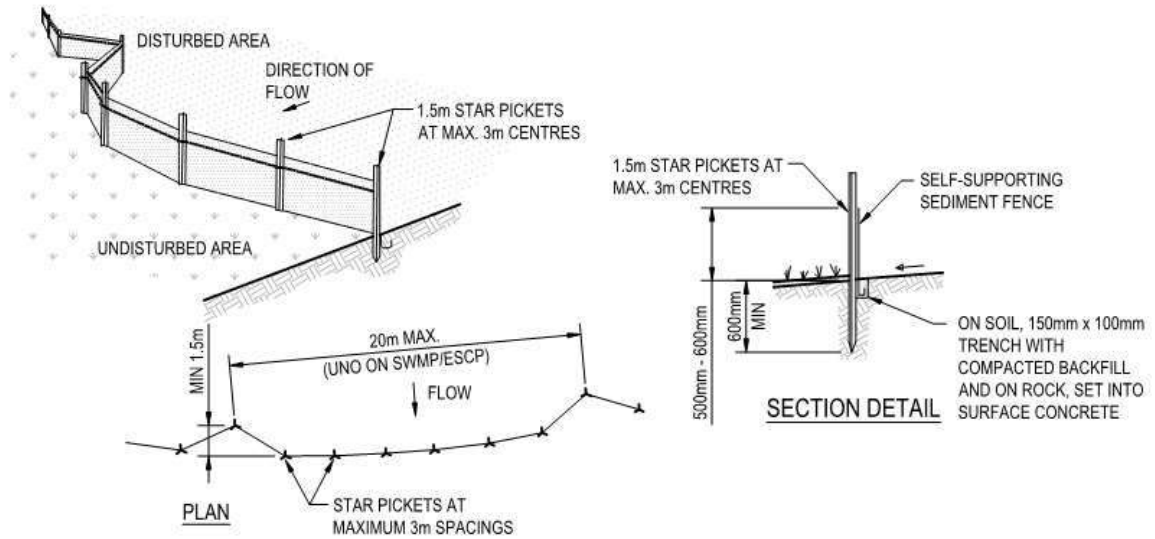 DISTURBED AREA
DIRECTION OF
FLOW
1.5m STAR PICKETS
AT MAX. 3m CENTRES
UNDISTURBED AREA
1.5m STAR PICKETS AT
MAX. 3m CENTRES
SELF-SUPPORTING
SEDIMENT FENCE
500mm - 600mm
600mm
MIN
ON SOIL, 150mm x 100mm
TRENCH WITH
COMPACTED BACKFILL
AND ON ROCK, SET INTO
SURFACE CONCRETE
SECTION DETAIL
MIN 1.5m
20m MAX.
(UNO ON SWMP/ESCP)
FLOW
STAR PICKETS AT
MAXIMUM 3m SPACINGS
PLAN